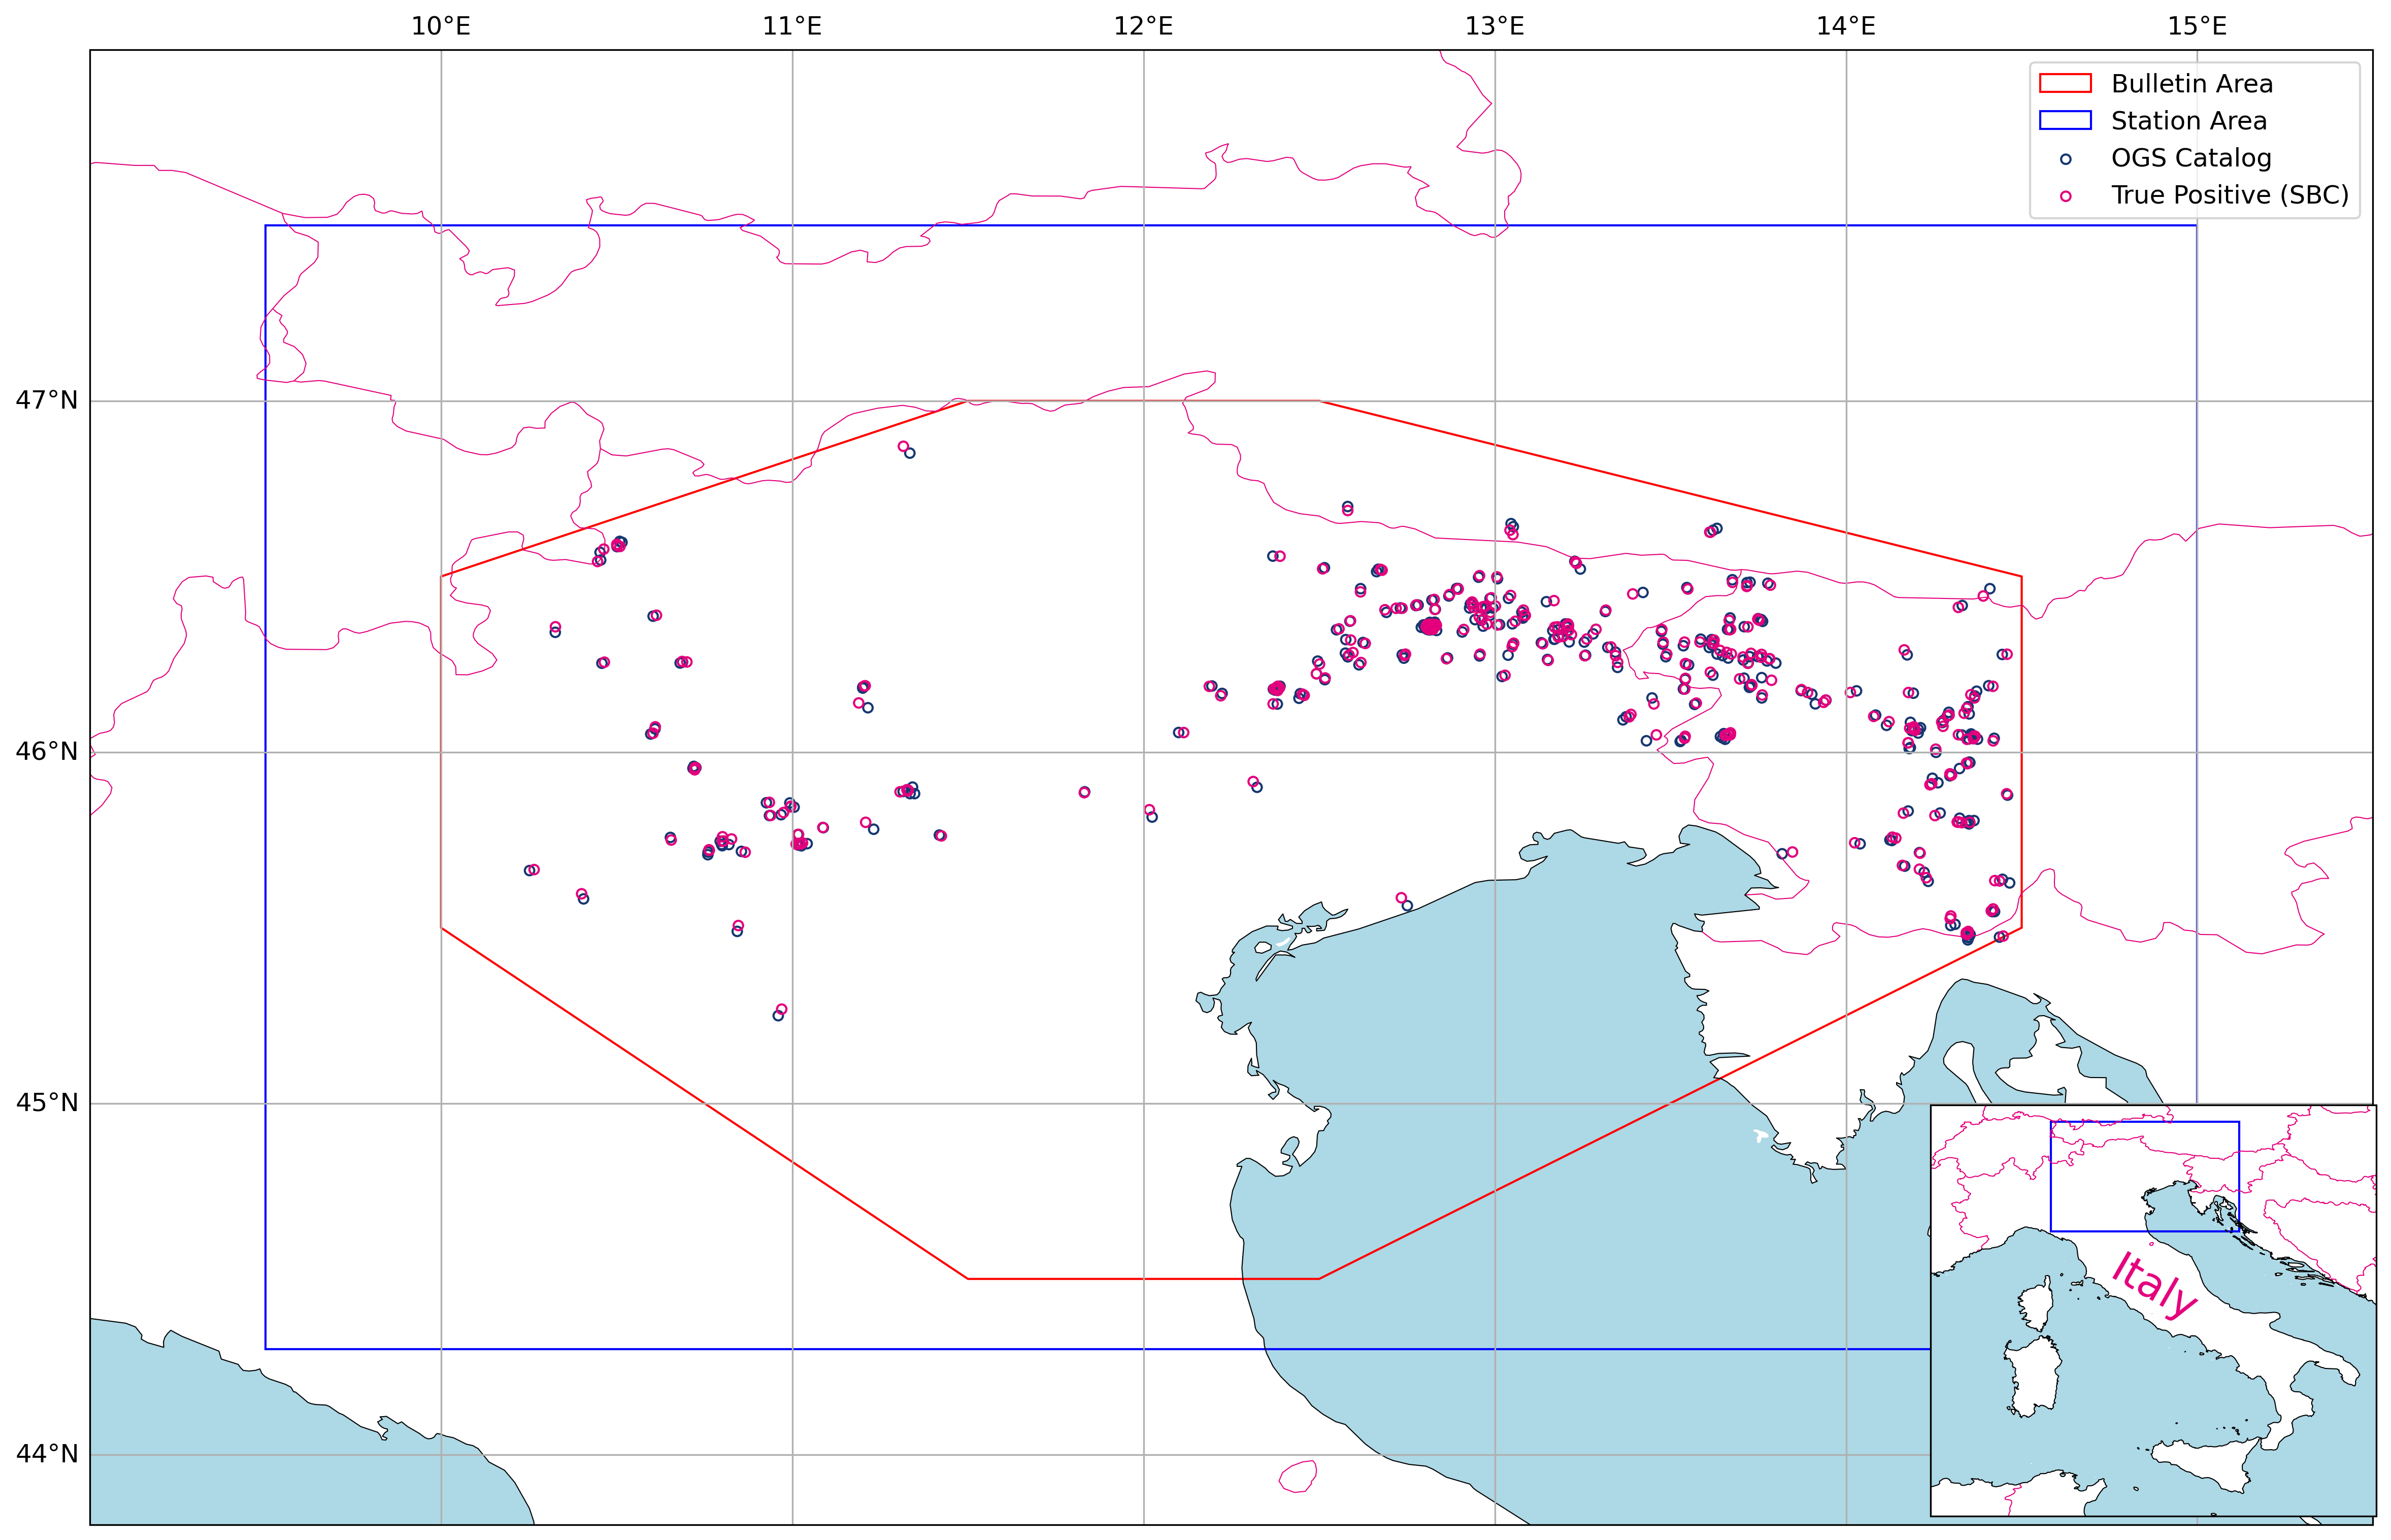 10°E 11°E 12°E 13°E 14°E 15°E
Bulletin Area
Station Area
OGS Catalog
True Positive (SBC)
47°N
46°N
45°N
44°N
Italy